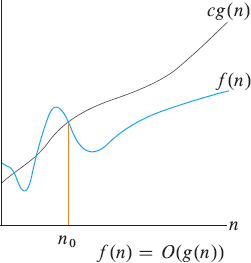 cg(n)
f(n)
n
n₀
f(n) = O(g(n))